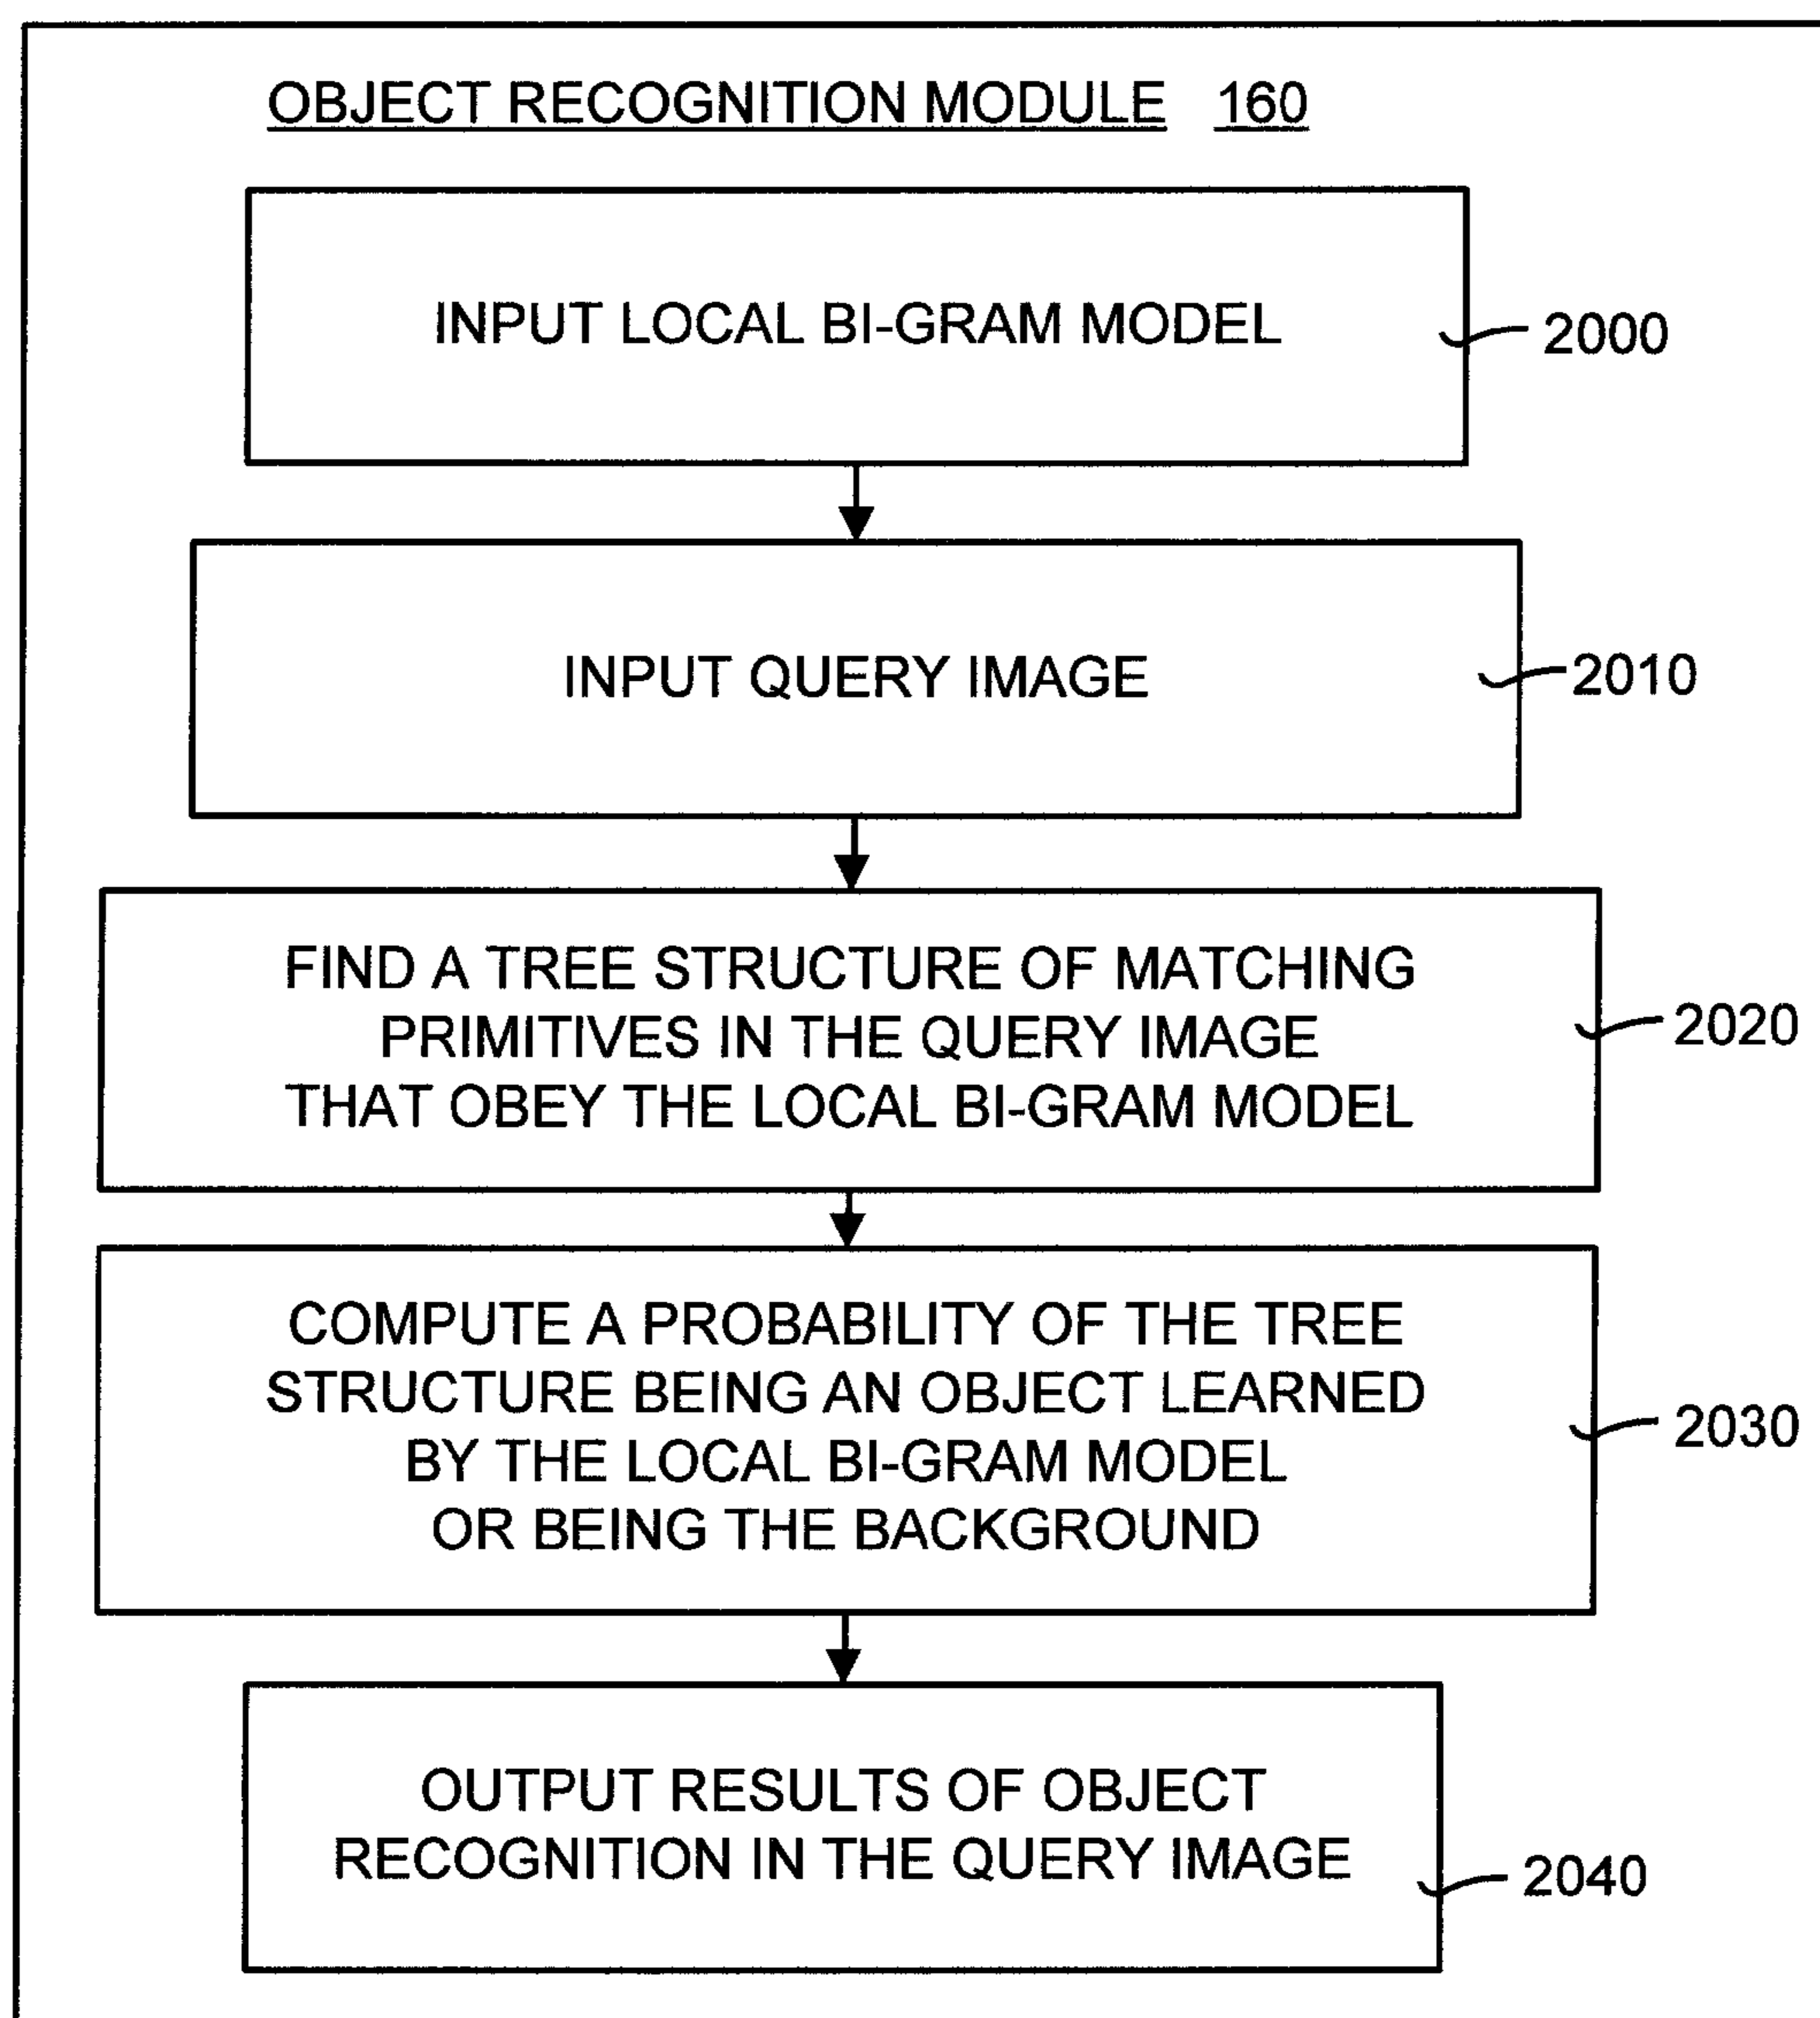 OBJECT RECOGNITION MODULE 160
INPUT LOCAL BI-GRAM MODEL
2000
INPUT QUERY IMAGE
2010
FIND A TREE STRUCTURE OF MATCHING
PRIMITIVES IN THE QUERY IMAGE
THAT OBEY THE LOCAL BI-GRAM MODEL
2020
COMPUTE A PROBABILITY OF THE TREE
STRUCTURE BEING AN OBJECT LEARNED
BY THE LOCAL BI-GRAM MODEL
OR BEING THE BACKGROUND
2030
OUTPUT RESULTS OF OBJECT
RECOGNITION IN THE QUERY IMAGE
2040